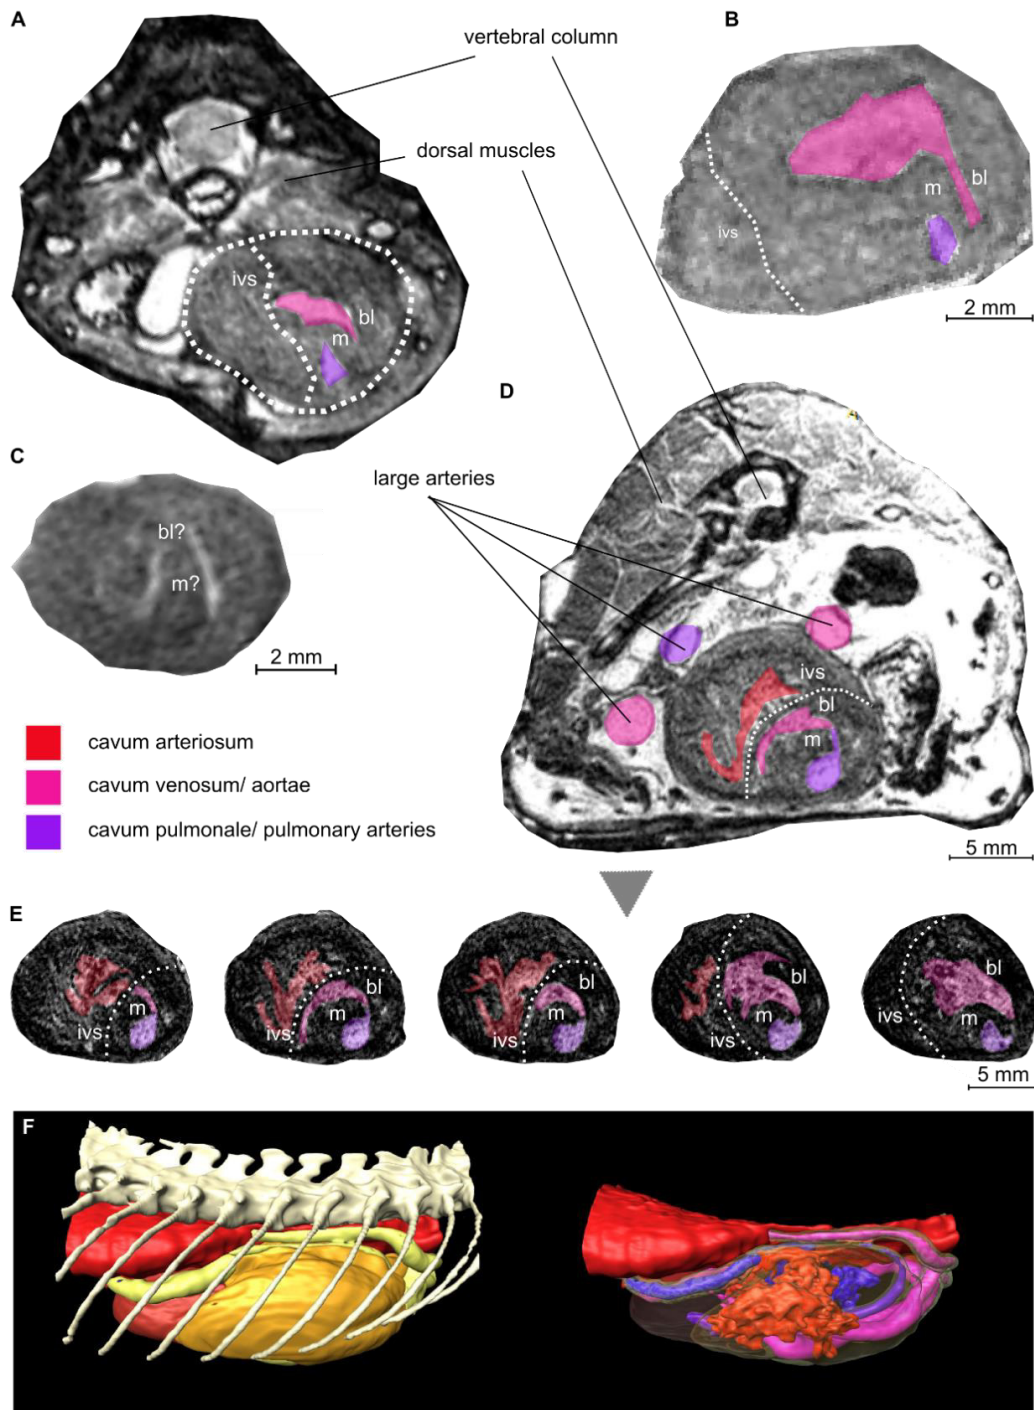 A
B
vertebral column
dorsal muscles
m
bl
ivs
ivs
bl
m
2 mm
C
D
large arteries
bl?
m?
2 mm
ivs
bl
m
cavum arteriosum
cavum venosum/ aortae
cavum pulmonale/ pulmonary arteries
5 mm
E
m
ivs
bl
m
ivs
bl
m
ivs
bl
m
ivs
bl
m
ivs
5 mm
F